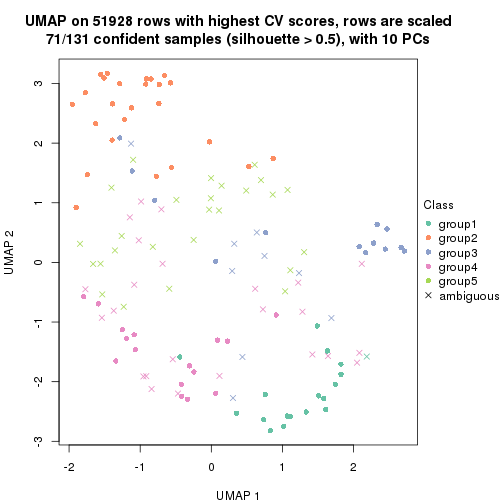 UMAP on 51928 rows with highest CV scores, rows are scaled
71/131 confident samples (silhouette > 0.5), with 10 PCs
3
2
1
0
-1
-2
-3
UMAP 2
-2
-1
0
1
2
UMAP 1
Class
group1
group2
group3
group4
group5
ambiguous